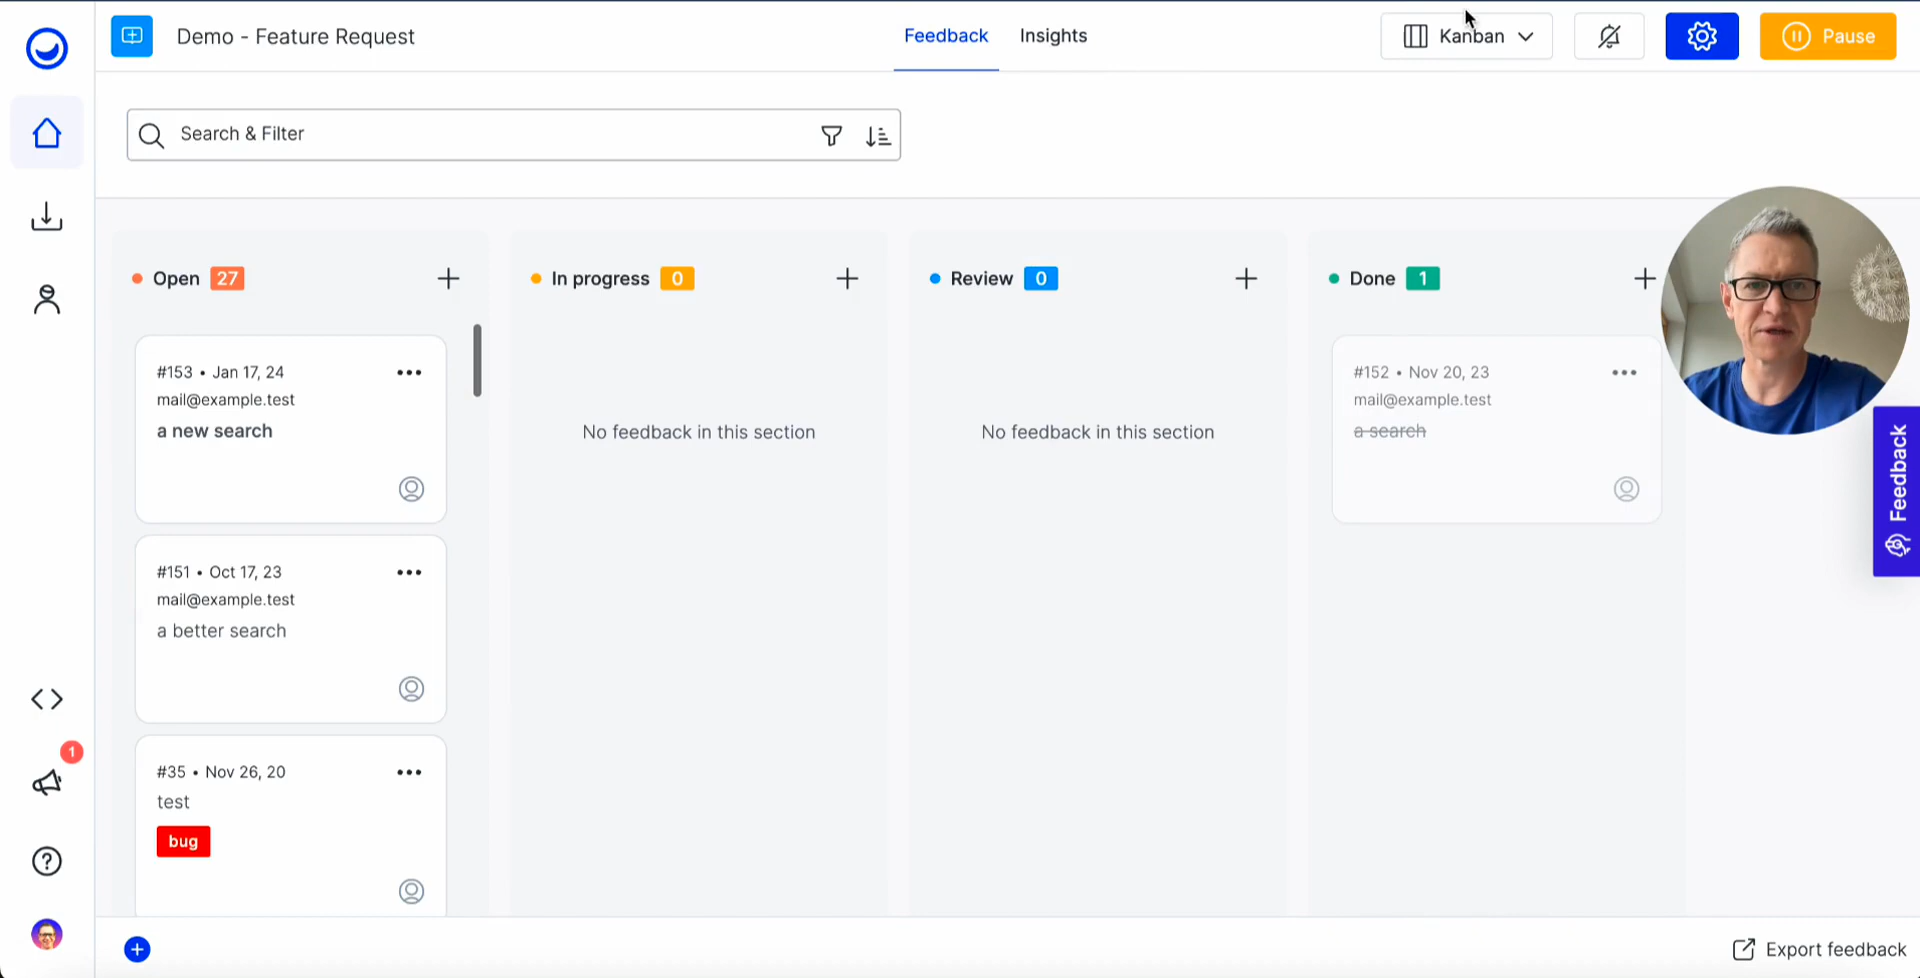 Demo - Feature Request
Feedback
Insights
Kanban
Pause
Search & Filter
Open 27
In progress 0
Review 0
Done 1
#153 • Jan 17, 24
mail@example.test
a new search
#151 • Oct 17, 23
mail@example.test
a better search
#35 • Nov 26, 20
test
bug
No feedback in this section
No feedback in this section
#152 • Nov 20, 23
mail@example.test
a search
Feedback
1
Export feedback